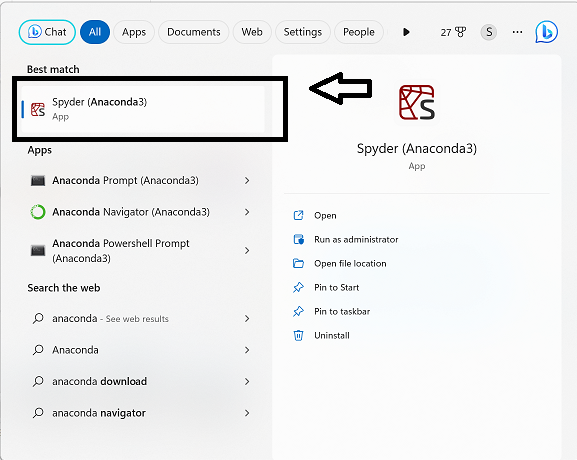 Chat All Apps Documents Web Settings People 27 S
Best match
Spyder (Anaconda3)
App
Apps
Anaconda Prompt (Anaconda3)
Anaconda Navigator (Anaconda3)
Anaconda Powershell Prompt
(Anaconda3)
Search the web
anaconda - See web results
Anaconda
anaconda download
anaconda navigator
S
Spyder (Anaconda3)
App
Open
Run as administrator
Open file location
Pin to Start
Pin to taskbar
Uninstall